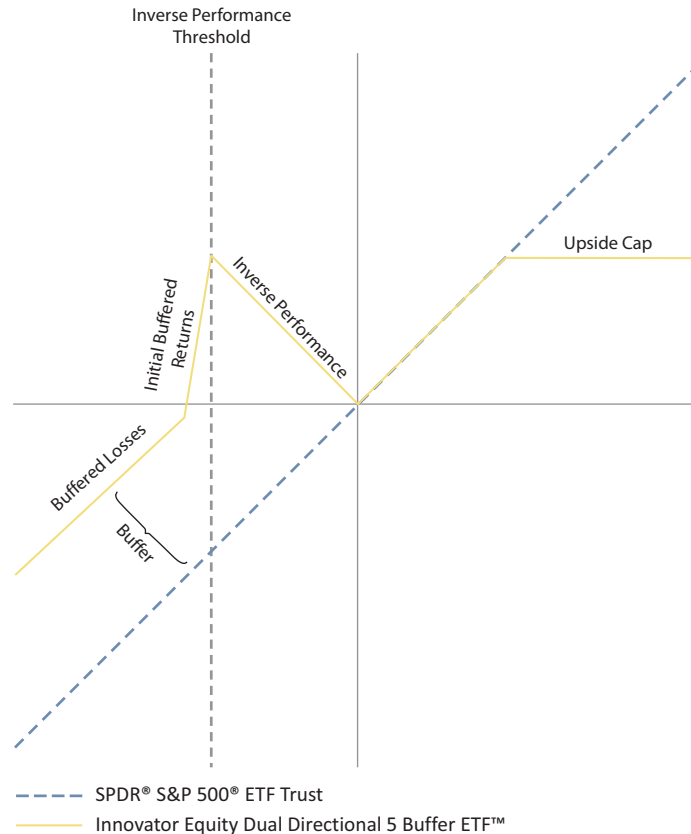 Inverse Performance
Threshold
Upside Cap
Inverse Performance
Initial Buffered
Returns
Buffered Losses
Buffer
SPDR® S&P 500® ETF Trust
Innovator Equity Dual Directional 5 Buffer ETF™